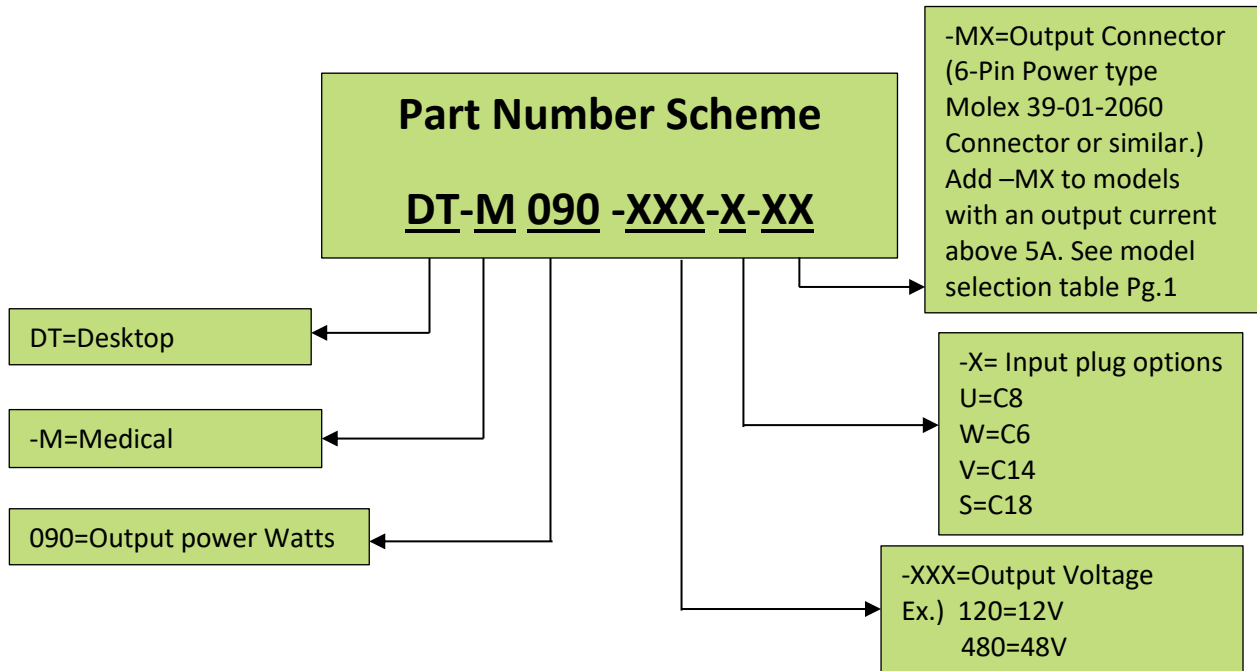 Part Number Scheme
DT-M 090 -XXX-X-XX
-MX=Output Connector
(6-Pin Power type
Molex 39-01-2060
Connector or similar.)
Add –MX to models
with an output current
above 5A. See model
selection table Pg.1
DT=Desktop
-M=Medical
090=Output power Watts
-X= Input plug options
U=C8
W=C6
V=C14
S=C18
-XXX=Output Voltage
Ex.) 120=12V
480=48V